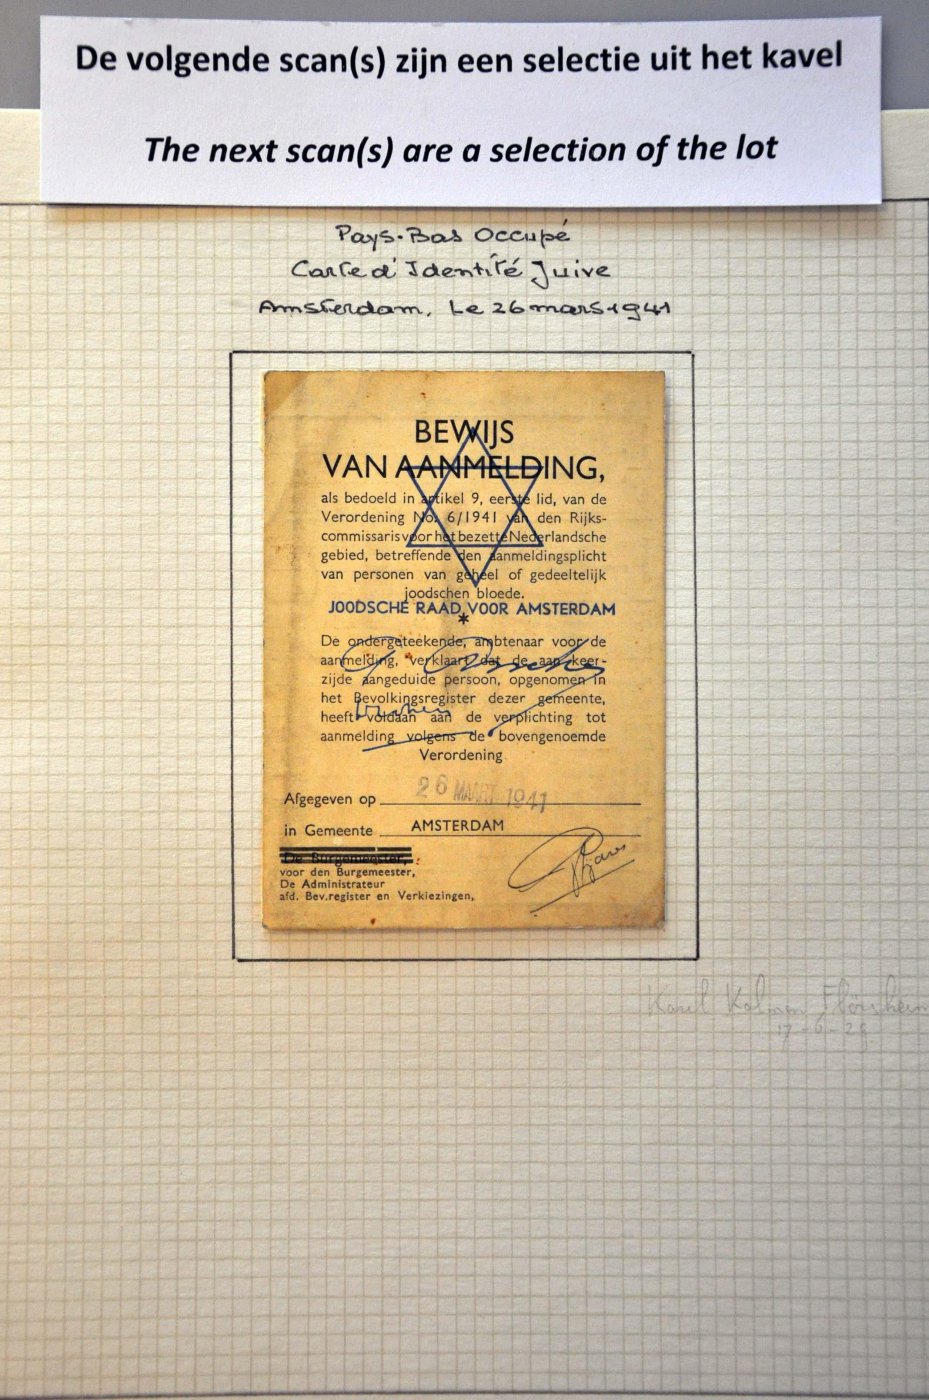 De volgende scan(s) zijn een selectie uit het kavel
The next scan(s) are a selection of the lot
Pays-Bas Occupé
Carte d'Identité Juive
Amsterdam, Le 26 mars 1941
BEWIJS
VAN AANMELDING,
als bedoeld in artikel 9, eerste lid, van de
Verordening No. 6/1941 van den Rijks-
commissaris voor het bezette Nederlandsche
gebied, betreffende den aanmeldingsplicht
van personen van geheel of gedeeltelijk
joodschen bloede.
JOODSCHE RAAD VOOR AMSTERDAM
*
De ondergeteekende, ambtenaar voor de
aanmelding, verklaart dat de aan keer-
zijde aangeduide persoon, opgenomen in
het Bevolkingsregister dezer gemeente,
heeft voldaan aan de verplichting tot
aanmelding volgens de bovengenoemde
Verordening
Afgegeven op 26 MAART 1941
in Gemeente AMSTERDAM
De Burgemeester,
voor den Burgemeester,
De Administrateur
afd. Bev.register en Verkiezingen,
Karel Kalman Flörsheim
17-6-29